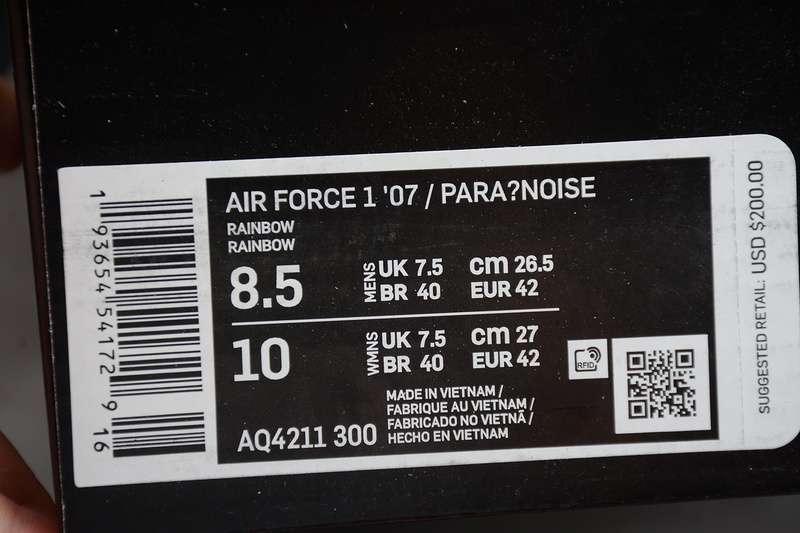 AIR FORCE 1 '07 / PARA?NOISE
RAINBOW
RAINBOW
8.5
MENS
UK 7.5 cm 26.5
BR 40 EUR 42
10
WMNS
UK 7.5 cm 27
BR 40 EUR 42
MADE IN VIETNAM /
FABRIQUE AU VIETNAM /
FABRICADO NO VIETNÃ /
HECHO EN VIETNAM
AQ4211 300
RFID
1 93654 54172 9 16
SUGGESTED RETAIL: USD $200.00